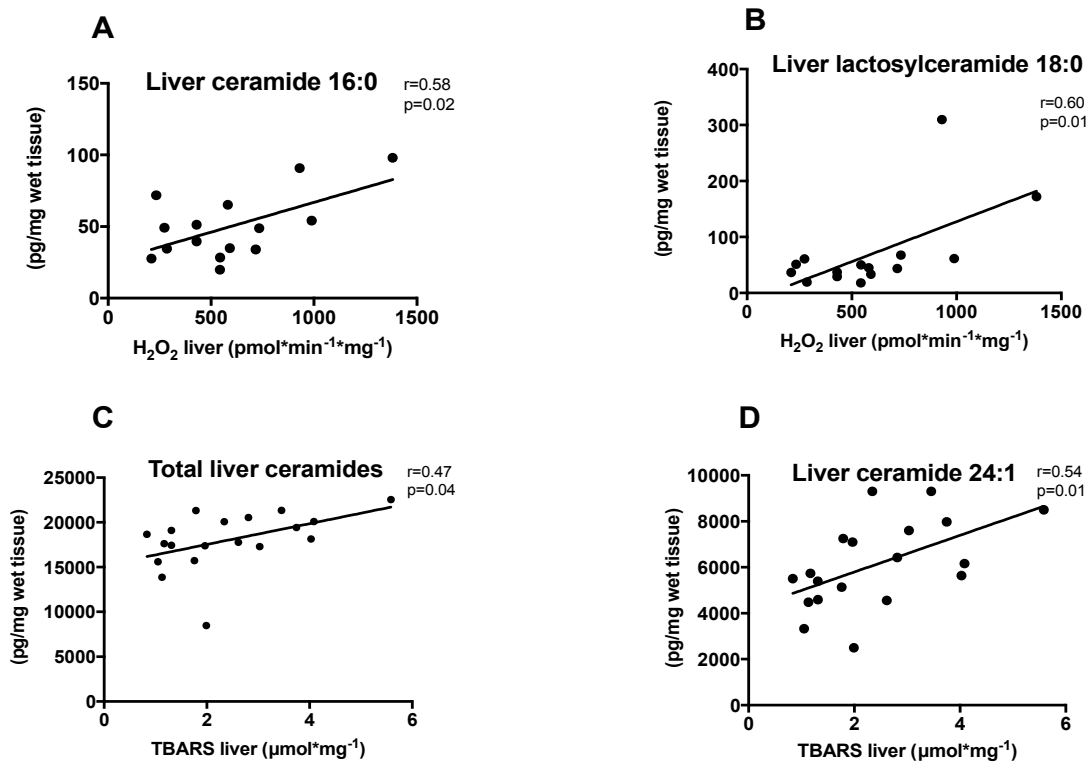 A
Liver ceramide 16:0
r=0.58
p=0.02
(pg/mg wet tissue)
150
100
50
0
0
500
1000
1500
H₂O₂ liver (pmol*min⁻¹*mg⁻¹)
B
Liver lactosylceramide 18:0
r=0.60
p=0.01
(pg/mg wet tissue)
400
300
200
100
0
0
500
1000
1500
H₂O₂ liver (pmol*min⁻¹*mg⁻¹)
C
Total liver ceramides
r=0.47
p=0.04
(pg/mg wet tissue)
25000
20000
15000
10000
5000
0
0
2
4
6
TBARS liver (µmol*mg⁻¹)
D
Liver ceramide 24:1
r=0.54
p=0.01
(pg/mg wet tissue)
10000
8000
6000
4000
2000
0
0
2
4
6
TBARS liver (µmol*mg⁻¹)